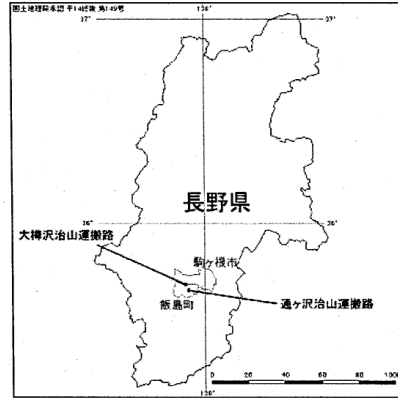 国土地理院承認 平14総複 第149号
137°
138°
137°
長野県
36°
36°
大樽沢治山運搬路
駒ヶ根市
飯島町
通ヶ沢治山運搬路
0 20 40 60 80 100
138°